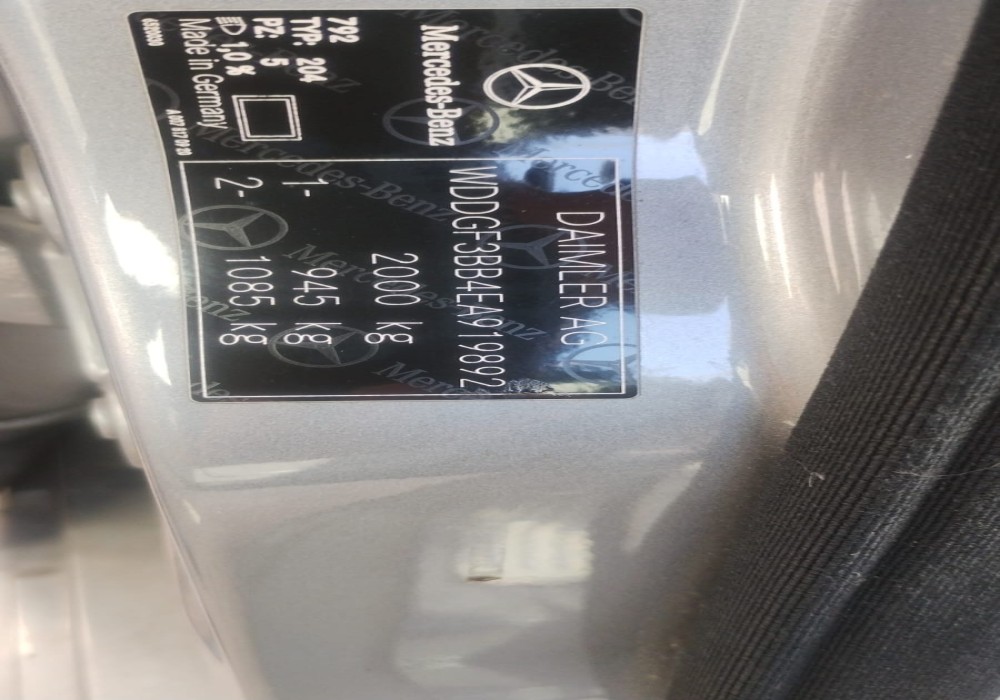 Mercedes-Benz
792
TYP: 204
PZ: 5
1,0 %
Made in Germany
DAIMLER AG
WDDGF3BB4EA919892
2000 kg
1- 945 kg
2- 1085 kg